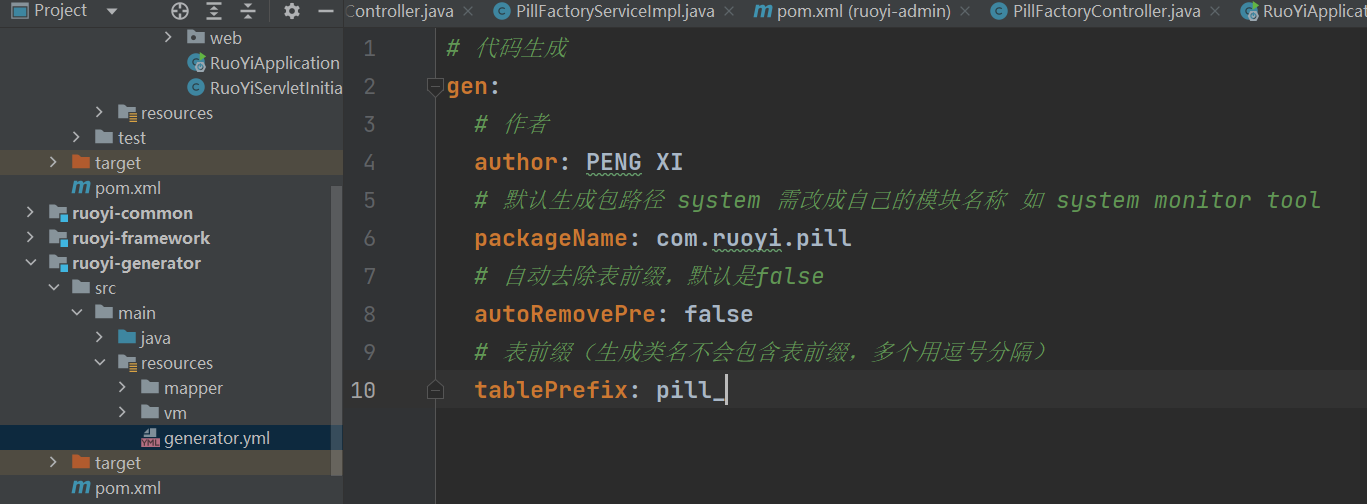 Project
Controller.java
PillFactoryServiceImpl.java
pom.xml (ruoyi-admin)
PillFactoryController.java
RuoYiApplicat
web
RuoYiApplication
RuoYiServletInitia
resources
test
target
pom.xml
ruoyi-common
ruoyi-framework
ruoyi-generator
src
main
java
resources
mapper
vm
generator.yml
target
pom.xml
1 # 代码生成
2 gen:
3 # 作者
4 author: PENG XI
5 # 默认生成包路径 system 需改成自己的模块名称 如 system monitor tool
6 packageName: com.ruoyi.pill
7 # 自动去除表前缀，默认是false
8 autoRemovePre: false
9 # 表前缀（生成类名不会包含表前缀，多个用逗号分隔）
10 tablePrefix: pill_